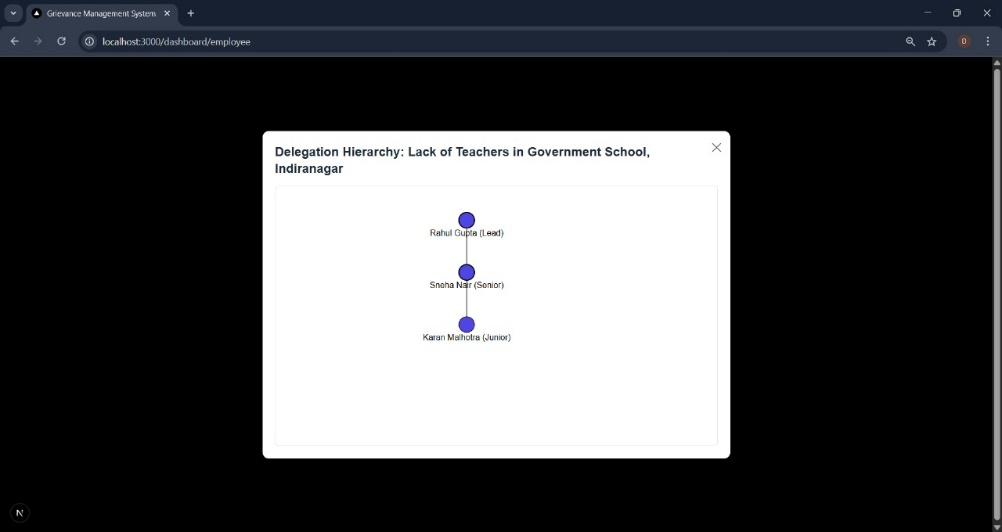 Grievance Management System
localhost:3000/dashboard/employee
0
Delegation Hierarchy: Lack of Teachers in Government School,
Indiranagar
Rahul Gupta (Lead)
Sneha Nair (Senior)
Karan Malhotra (Junior)
N